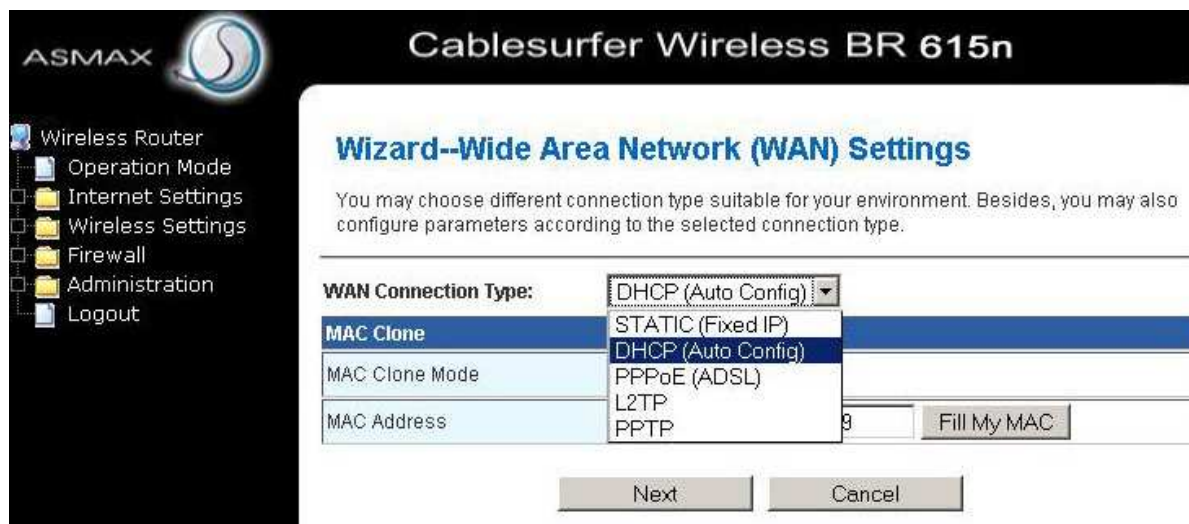 ASMAX
Cablesurfer Wireless BR 615n
Wireless Router
Operation Mode
Internet Settings
Wireless Settings
Firewall
Administration
Logout
Wizard--Wide Area Network (WAN) Settings
You may choose different connection type suitable for your environment. Besides, you may also
configure parameters according to the selected connection type.
WAN Connection Type:
DHCP (Auto Config)
STATIC (Fixed IP)
DHCP (Auto Config)
PPPoE (ADSL)
L2TP
PPTP
MAC Clone
MAC Clone Mode
MAC Address
9
Fill My MAC
Next
Cancel